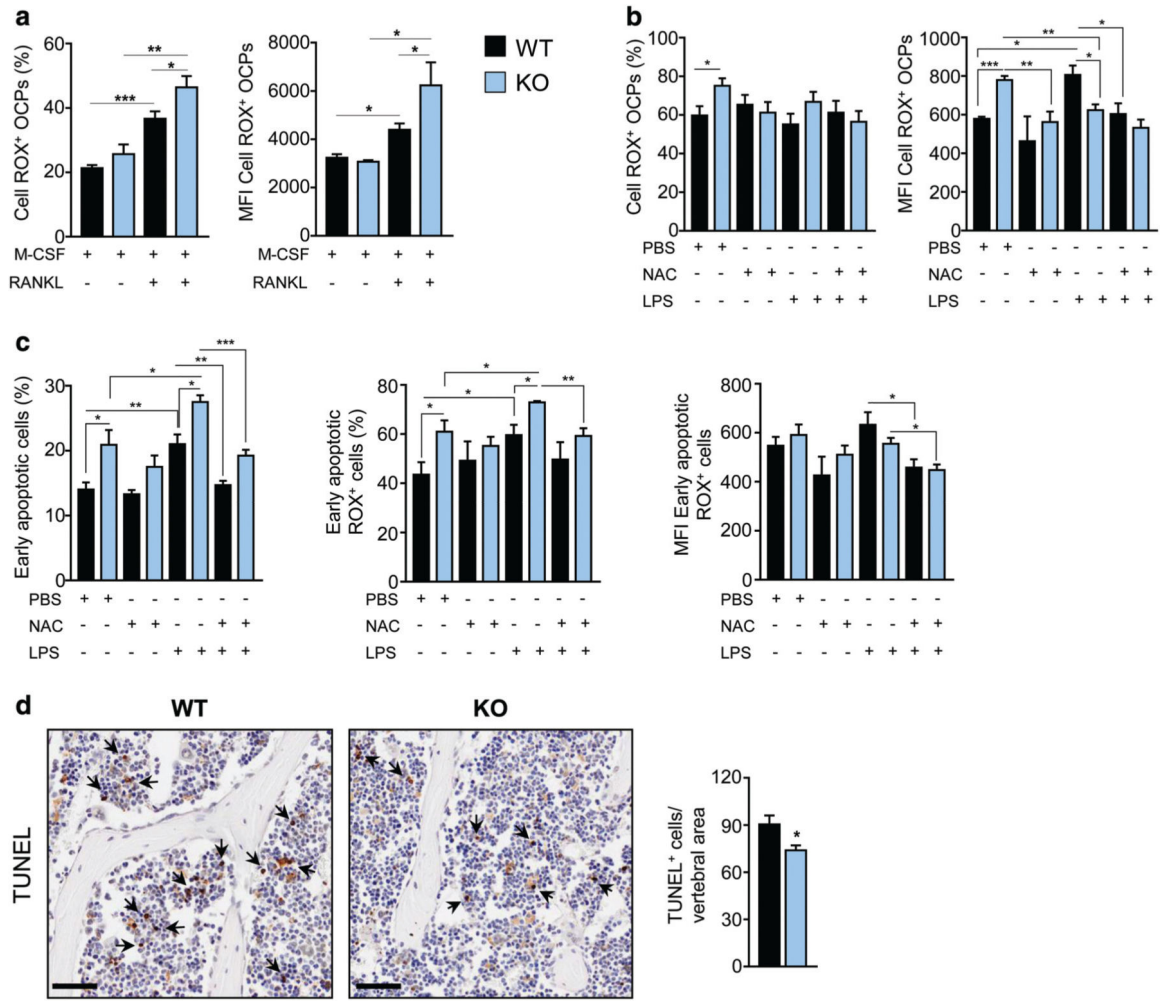 a
Cell ROX⁺ OCPs (%)
60
40
20
0
***
**
*
M-CSF + + + +
RANKL - - + +
MFI Cell ROX⁺ OCPs
8000
6000
4000
2000
0
*
*
*
M-CSF + + + +
RANKL - - + +
WT
KO
b
Cell ROX⁺ OCPs (%)
100
80
60
40
20
0
*
PBS + + - - - - - -
NAC - - + + - - + +
LPS - - - - + + + +
MFI Cell ROX⁺ OCPs
1000
800
600
400
200
0
*
**
*
***
**
*
PBS + + - - - - - -
NAC - - + + - - + +
LPS - - - - + + + +
c
Early apoptotic cells (%)
30
20
10
0
***
**
*
**
*
*
PBS + + - - - - - -
NAC - - + + - - + +
LPS - - - - + + + +
Early apoptotic
ROX⁺ cells (%)
80
60
40
20
0
*
*
*
**
*
PBS + + - - - - - -
NAC - - + + - - + +
LPS - - - - + + + +
MFI Early apoptotic
ROX⁺ cells
800
600
400
200
0
*
*
PBS + + - - - - - -
NAC - - + + - - + +
LPS - - - - + + + +
d
WT
KO
TUNEL
TUNEL⁺ cells/
vertebral area
120
90
60
30
0
*